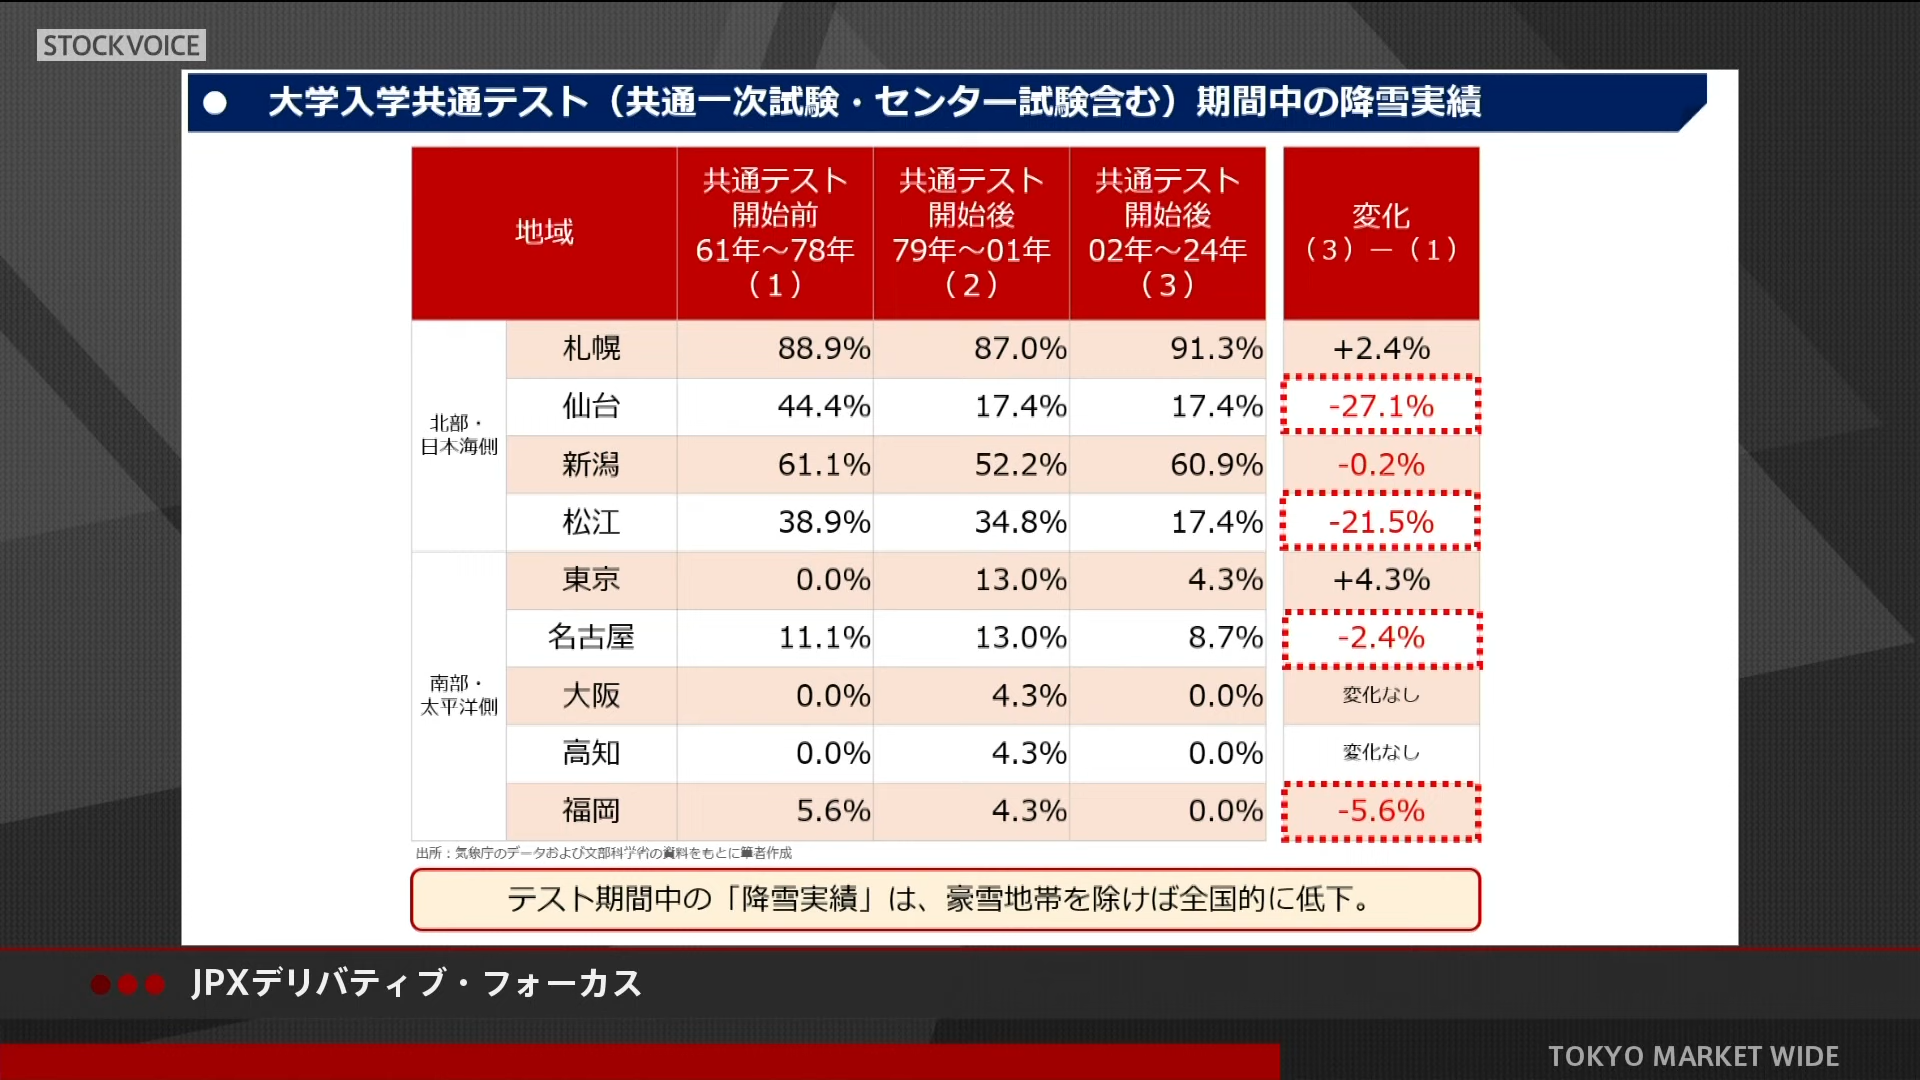 STOCKVOICE
● 大学入学共通テスト（共通一次試験・センター試験含む）期間中の降雪実績
地域
共通テスト
開始前
61年～78年
（１）
共通テスト
開始後
79年～01年
（２）
共通テスト
開始後
02年～24年
（３）
変化
（３）－（１）
北部・
日本海側
札幌 88.9% 87.0% 91.3% +2.4%
仙台 44.4% 17.4% 17.4% -27.1%
新潟 61.1% 52.2% 60.9% -0.2%
松江 38.9% 34.8% 17.4% -21.5%
南部・
太平洋側
東京 0.0% 13.0% 4.3% +4.3%
名古屋 11.1% 13.0% 8.7% -2.4%
大阪 0.0% 4.3% 0.0% 変化なし
高知 0.0% 4.3% 0.0% 変化なし
福岡 5.6% 4.3% 0.0% -5.6%
出所：気象庁のデータおよび文部科学省の資料をもとに筆者作成
テスト期間中の「降雪実績」は、豪雪地帯を除けば全国的に低下。
JPXデリバティブ・フォーカス
TOKYO MARKET WIDE